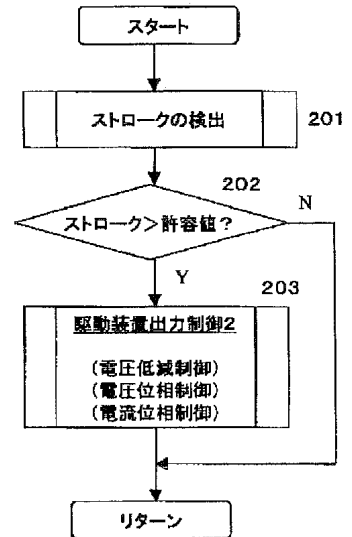 スタート
ストロークの検出
201
202
ストローク＞許容値？
N
Y
203
駆動装置出力制御2
(電圧低減制御)
(電圧位相制御)
(電流位相制御)
リターン